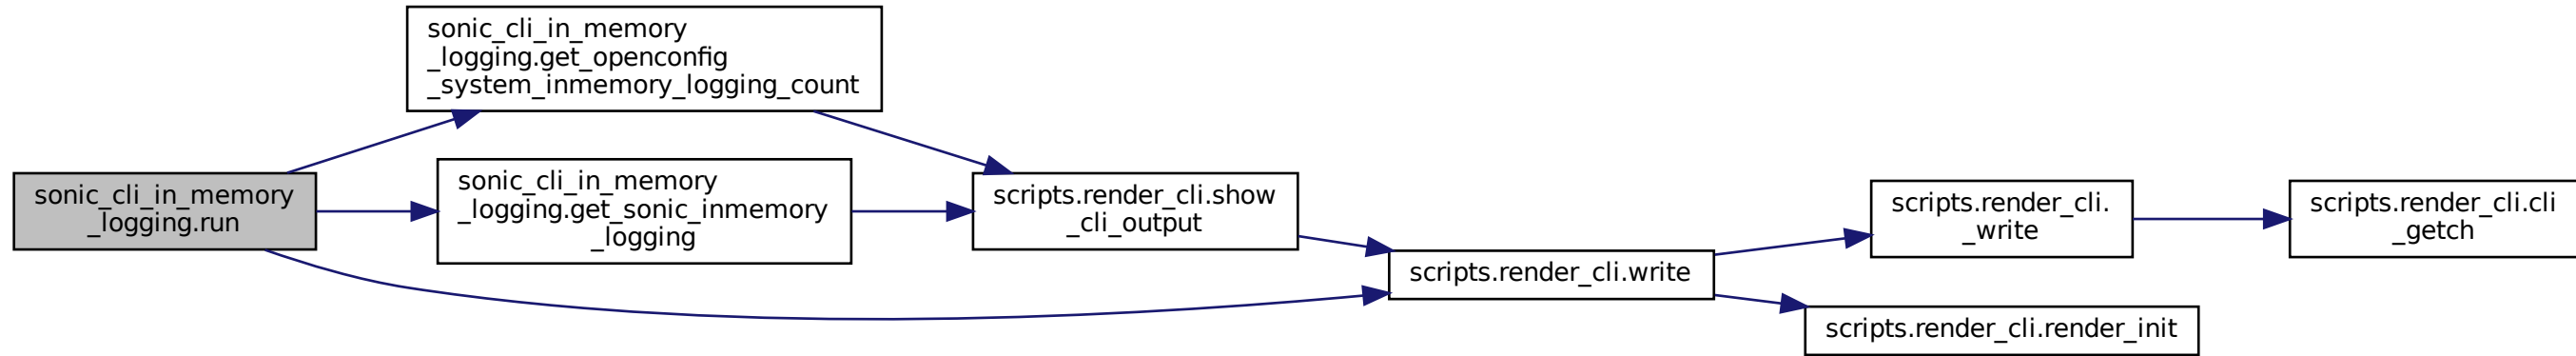 sonic_cli_in_memory
_logging.run
sonic_cli_in_memory
_logging.get_openconfig
_system_inmemory_logging_count
sonic_cli_in_memory
_logging.get_sonic_inmemory
_logging
scripts.render_cli.show
_cli_output
scripts.render_cli.write
scripts.render_cli.
_write
scripts.render_cli.render_init
scripts.render_cli.cli
_getch